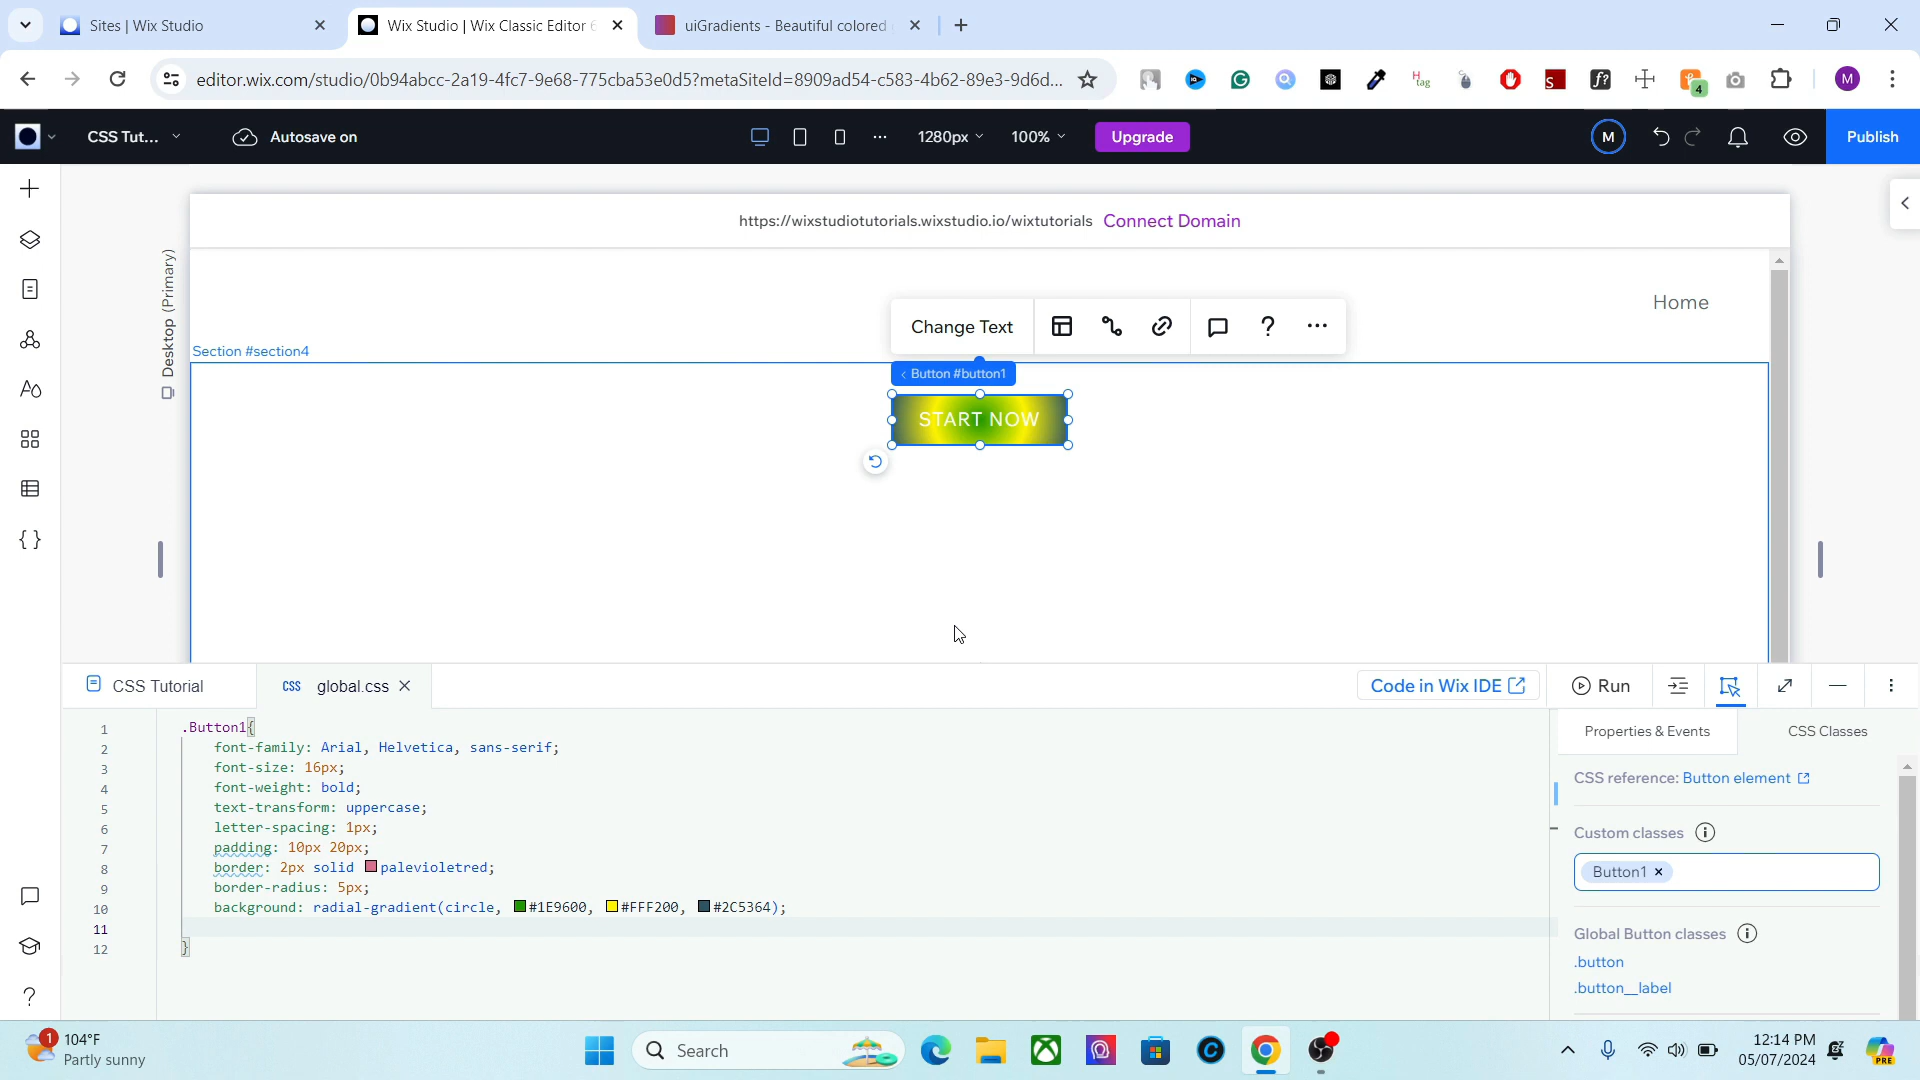 Sites | Wix Studio
Wix Studio | Wix Classic Editor
uiGradients - Beautiful colored
editor.wix.com/studio/0b94abcc-2a19-4fc7-9e68-775cba53e0d5?metaSiteId=8909ad54-c583-4b62-89e3-9d6d...
H
tag
f?
4
M
CSS Tut...
Autosave on
1280px
100%
Upgrade
M
Publish
https://wixstudiotutorials.wixstudio.io/wixtutorials Connect Domain
Desktop (Primary)
Home
Change Text
Section #section4
Button #button1
START NOW
CSS Tutorial
CSS global.css
Code in Wix IDE
Run
1 .Button1{
2 font-family: Arial, Helvetica, sans-serif;
3 font-size: 16px;
4 font-weight: bold;
5 text-transform: uppercase;
6 letter-spacing: 1px;
7 padding: 10px 20px;
8 border: 2px solid palevioletred;
9 border-radius: 5px;
10 background: radial-gradient(circle, #1E9600, #FFF200, #2C5364);
11
12 }
Properties & Events
CSS Classes
CSS reference: Button element
Custom classes
Button1
Global Button classes
.button
.button__label
1
104°F
Partly sunny
Search
12:14 PM
05/07/2024
PRE